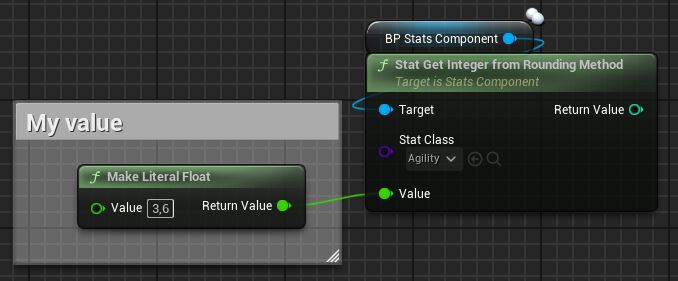 BP Stats Component
Stat Get Integer from Rounding Method
Target is Stats Component
Target
Return Value
Stat Class
Agility
Value
My value
Make Literal Float
Value 3,6
Return Value